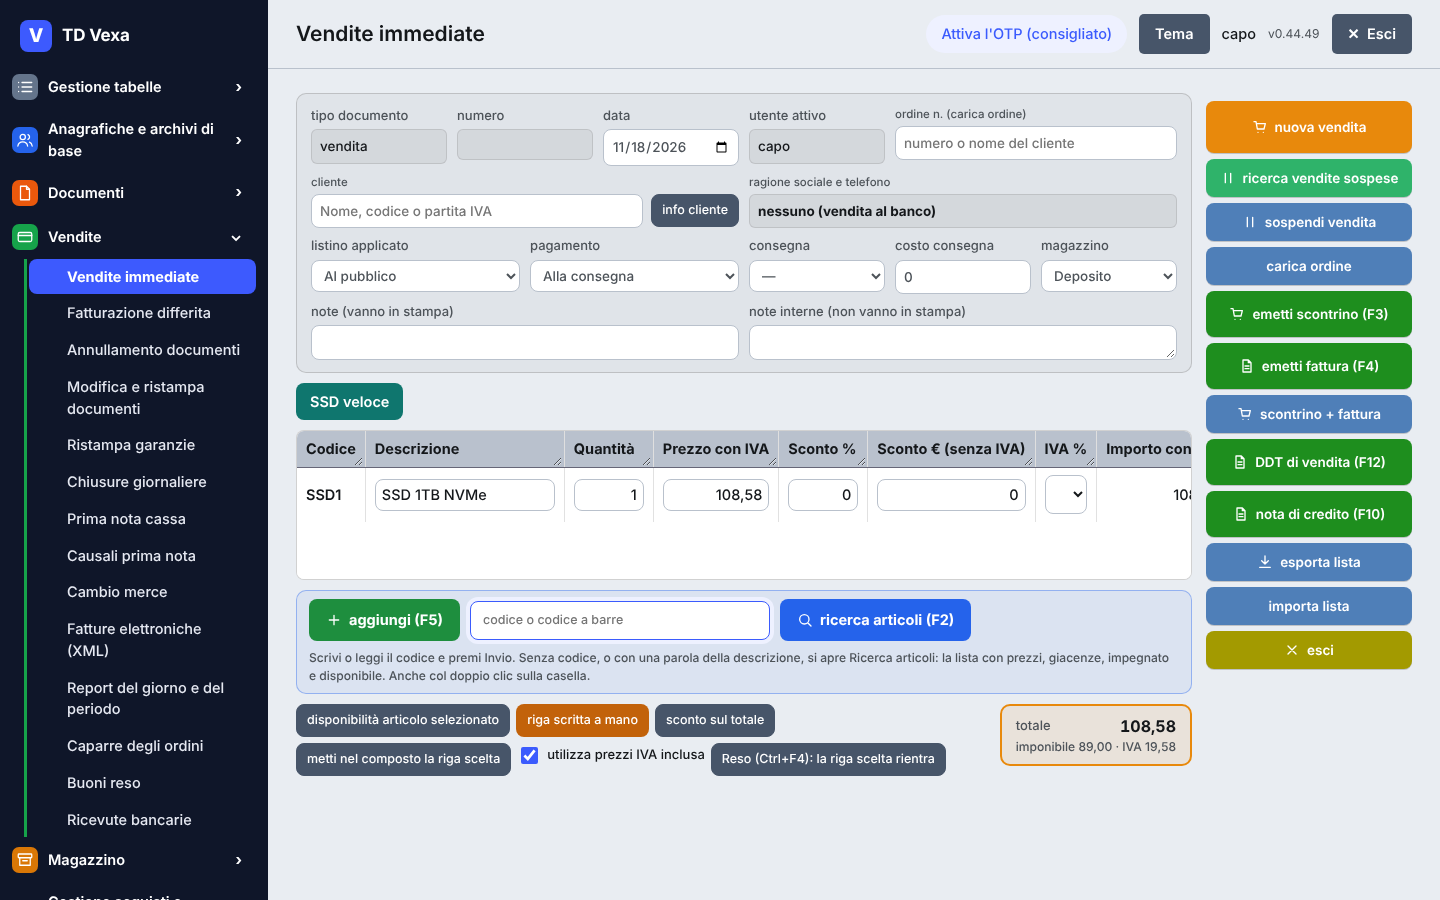 V TD Vexa
Gestione tabelle
Anagrafiche e archivi di
base
Documenti
Vendite
Vendite immediate
Fatturazione differita
Annullamento documenti
Modifica e ristampa
documenti
Ristampa garanzie
Chiusure giornaliere
Prima nota cassa
Causali prima nota
Cambio merce
Fatture elettroniche
(XML)
Report del giorno e del
periodo
Caparre degli ordini
Buoni reso
Ricevute bancarie
Magazzino
Vendite immediate
Attiva l'OTP (consigliato)
Tema
capo
v0.44.49
✕ Esci
tipo documento numero data utente attivo ordine n. (carica ordine)
vendita 11/18/2026 capo numero o nome del cliente
cliente ragione sociale e telefono
Nome, codice o partita IVA info cliente nessuno (vendita al banco)
listino applicato pagamento consegna costo consegna magazzino
Al pubblico Alla consegna — 0 Deposito
note (vanno in stampa) note interne (non vanno in stampa)
SSD veloce
Codice Descrizione Quantità Prezzo con IVA Sconto % Sconto € (senza IVA) IVA % Importo con
SSD1 SSD 1TB NVMe 1 108,58 0 0
aggiungi (F5) codice o codice a barre ricerca articoli (F2)
Scrivi o leggi il codice e premi Invio. Senza codice, o con una parola della descrizione, si apre Ricerca articoli: la lista con prezzi, giacenze, impegnato
e disponibile. Anche col doppio clic sulla casella.
disponibilità articolo selezionato riga scritta a mano sconto sul totale
metti nel composto la riga scelta utilizza prezzi IVA inclusa Reso (Ctrl+F4): la riga scelta rientra
totale 108,58
imponibile 89,00 · IVA 19,58
nuova vendita
ricerca vendite sospese
sospendi vendita
carica ordine
emetti scontrino (F3)
emetti fattura (F4)
scontrino + fattura
DDT di vendita (F12)
nota di credito (F10)
esporta lista
importa lista
esci